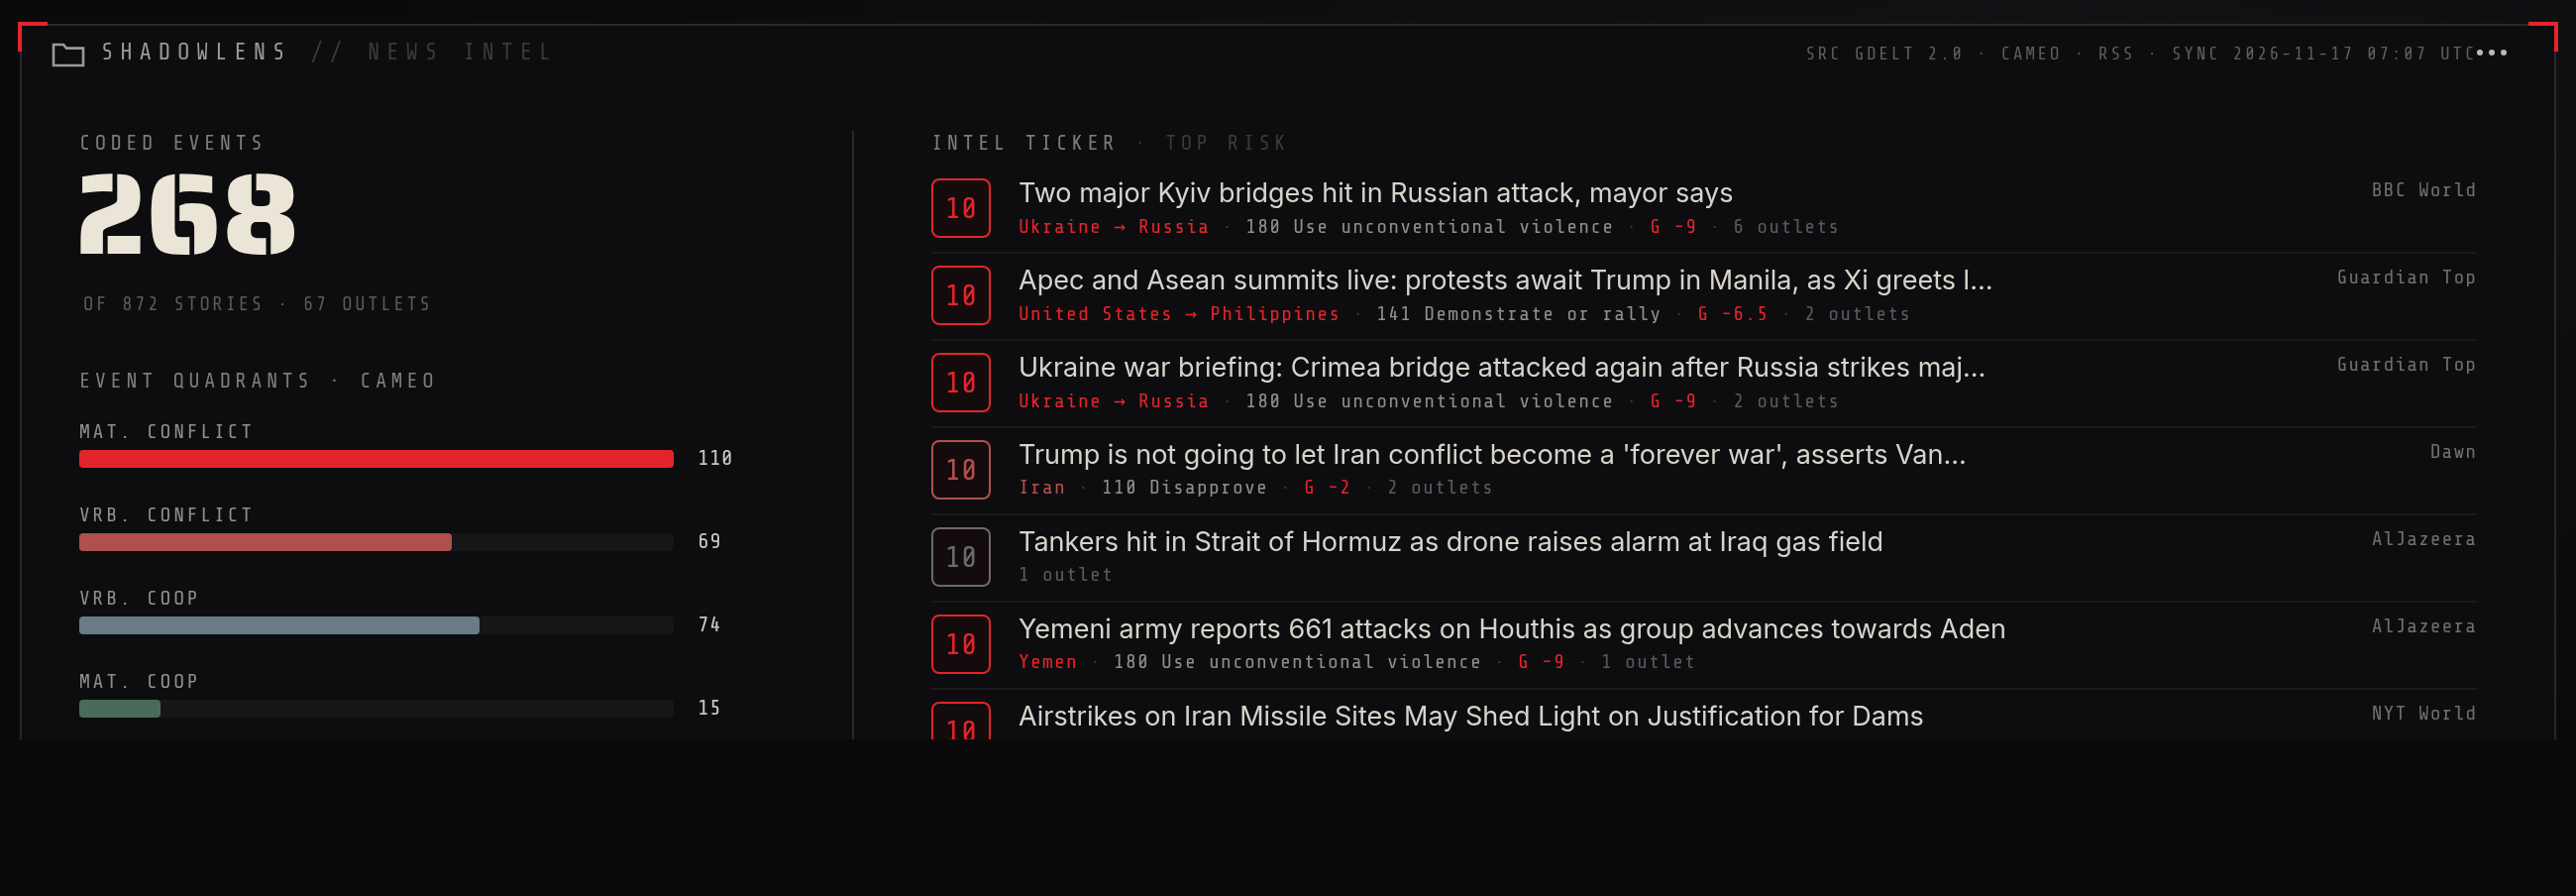 SHADOWLENS // NEWS INTEL
SRC GDELT 2.0 · CAMEO · RSS · SYNC 2026-11-17 07:07 UTC
CODED EVENTS
268
OF 872 STORIES · 67 OUTLETS
EVENT QUADRANTS · CAMEO
MAT. CONFLICT
110
VRB. CONFLICT
69
VRB. COOP
74
MAT. COOP
15
INTEL TICKER · TOP RISK
10 Two major Kyiv bridges hit in Russian attack, mayor says BBC World
Ukraine → Russia · 180 Use unconventional violence · G -9 · 6 outlets
10 Apec and Asean summits live: protests await Trump in Manila, as Xi greets l... Guardian Top
United States → Philippines · 141 Demonstrate or rally · G -6.5 · 2 outlets
10 Ukraine war briefing: Crimea bridge attacked again after Russia strikes maj... Guardian Top
Ukraine → Russia · 180 Use unconventional violence · G -9 · 2 outlets
10 Trump is not going to let Iran conflict become a 'forever war', asserts Van... Dawn
Iran · 110 Disapprove · G -2 · 2 outlets
10 Tankers hit in Strait of Hormuz as drone raises alarm at Iraq gas field AlJazeera
1 outlet
10 Yemeni army reports 661 attacks on Houthis as group advances towards Aden AlJazeera
Yemen · 180 Use unconventional violence · G -9 · 1 outlet
10 Airstrikes on Iran Missile Sites May Shed Light on Justification for Dams NYT World